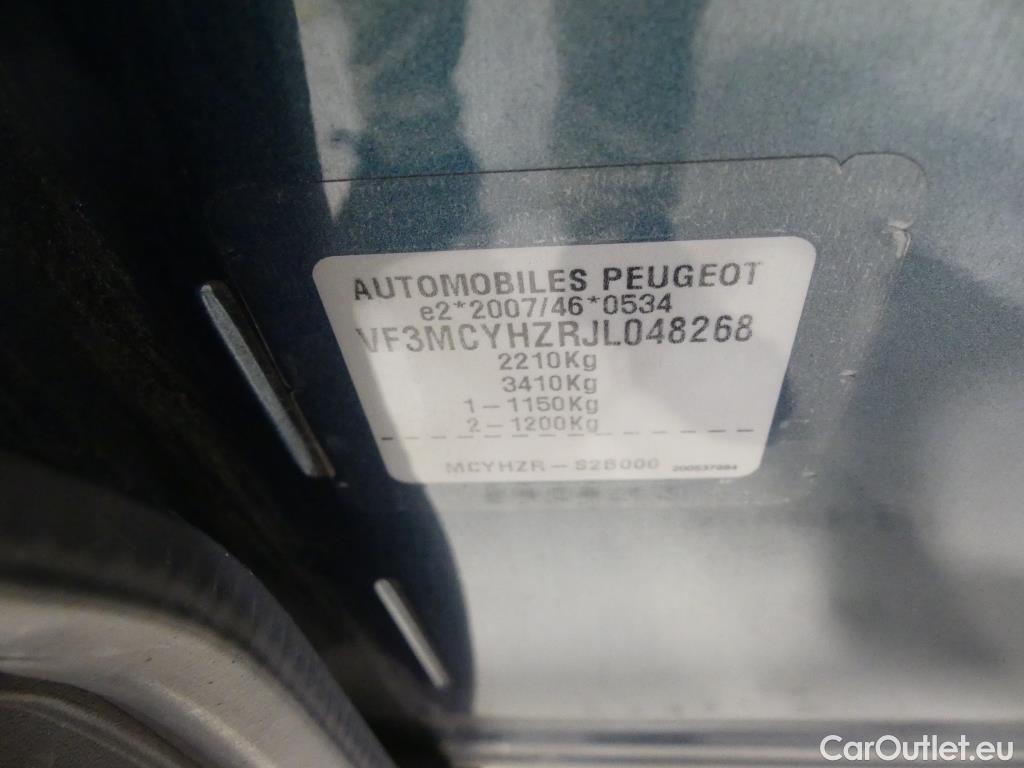 AUTOMOBILES PEUGEOT
e2*2007/46*0534
VF3MCYHZRJL048268
2210Kg
3410Kg
1-1150Kg
2-1200Kg
MCYHZR-S2B000
CarOutlet.eu